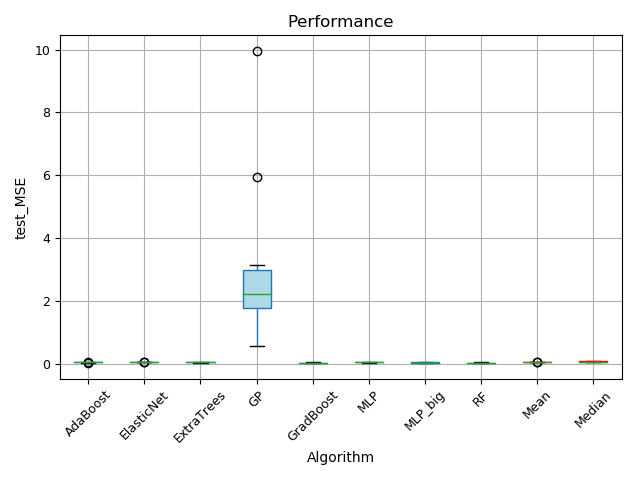 Performance
10
8
6
4
2
0
test_MSE
AdaBoost
ElasticNet
ExtraTrees
GP
GradBoost
MLP
MLP_big
RF
Mean
Median
Algorithm